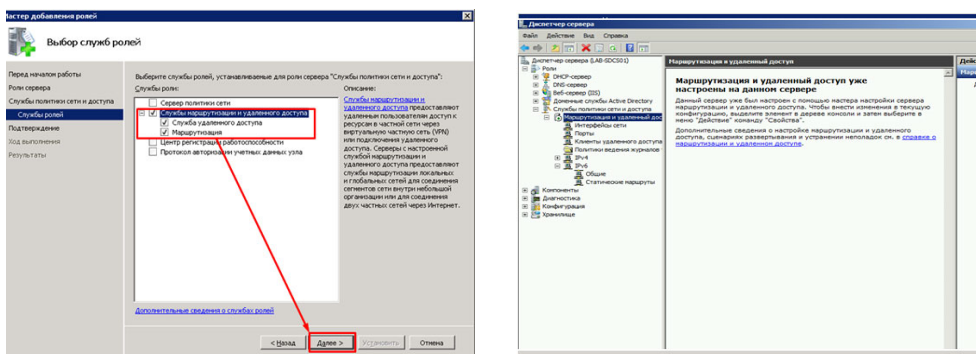 Мастер добавления ролей
Выбор служб ролей
Перед началом работы
Роли сервера
Службы политики сети и доступа
Службы ролей
Подтверждение
Ход выполнения
Результаты
Выберите службы ролей, устанавливаемые для роли сервера "Службы политики сети и доступа":
Службы роли:
Сервер политики сети
Службы маршрутизации и удаленного доступа
Служба удаленного доступа
Маршрутизация
Центр регистрации работоспособности
Протокол авторизации учетных данных узла
Описание:
Службы маршрутизации и
удаленного доступа предоставляют
удаленным пользователям доступ к
ресурсам в частной сети через
виртуальную частную сеть (VPN)
или подключения удаленного
доступа. Серверы с настроенной
службой маршрутизации и
удаленного доступа предоставляют
службы маршрутизации локальных
и глобальных сетей для соединения
сегментов сети внутри небольшой
организации или для соединения
двух частных сетей через Интернет.
Дополнительные сведения о службах ролей
< Назад
Далее >
Установить
Отмена
Диспетчер сервера
Файл Действие Вид Справка
Диспетчер сервера (LAB-SDCS01)
Роли
DHCP-сервер
DNS-сервер
Веб-сервер (IIS)
Доменные службы Active Directory
Службы политики сети и доступа
Маршрутизация и удаленный дос
Интерфейсы сети
Порты
Клиенты удаленного доступа
Политики ведения журналов
IPv4
IPv6
Общие
Статические маршруты
Компоненты
Диагностика
Конфигурация
Хранилище
Маршрутизация и удаленный доступ
Маршрутизация и удаленный доступ уже
настроены на данном сервере
Данный сервер уже был настроен с помощью мастера настройки сервера
маршрутизации и удаленного доступа. Чтобы внести изменения в текущую
конфигурацию, выделите элемент в дереве консоли и затем выберите в
меню "Действие" команду "Свойства".
Дополнительные сведения о настройке маршрутизации и удаленного
доступа, сценариях развертывания и устранении неполадок см. в справке о
маршрутизации и удаленном доступе.
Дейс
Марш